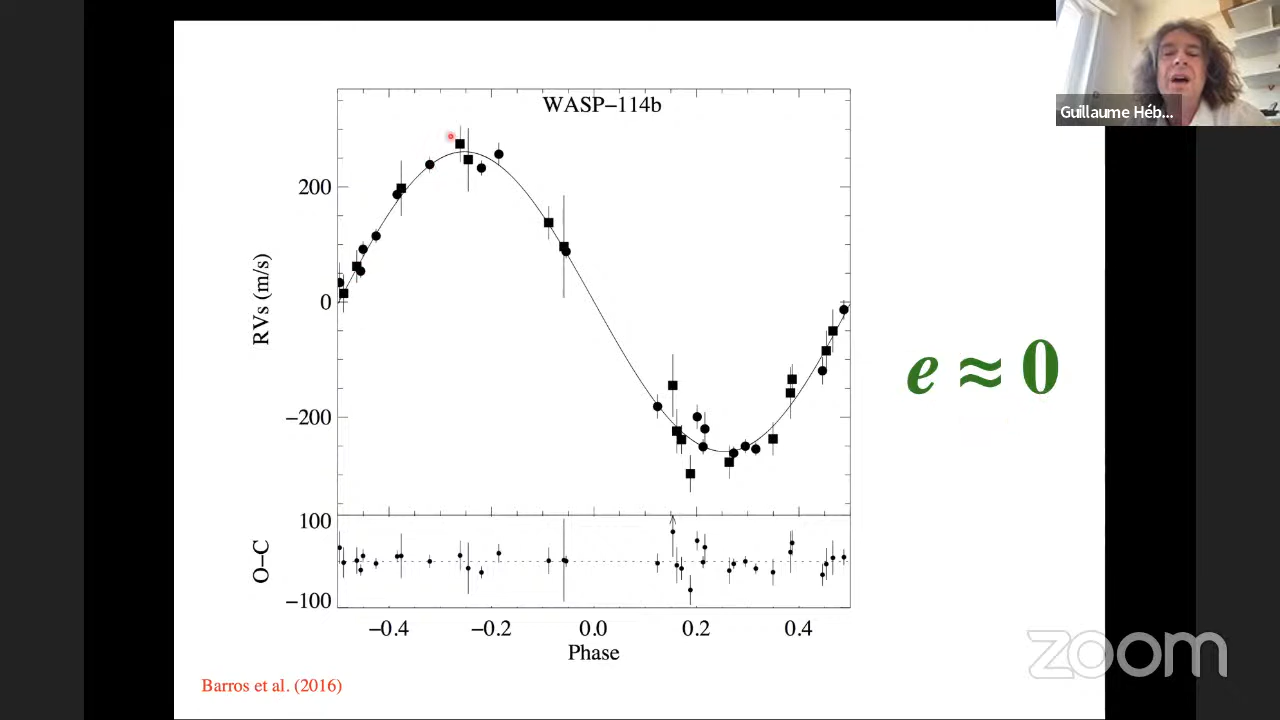 WASP−114b
Guillaume Héb...
200
0
−200
RVs (m/s)
e ≈ 0
100
−100
O−C
−0.4 −0.2 0.0 0.2 0.4
Phase
Barros et al. (2016)
zoom